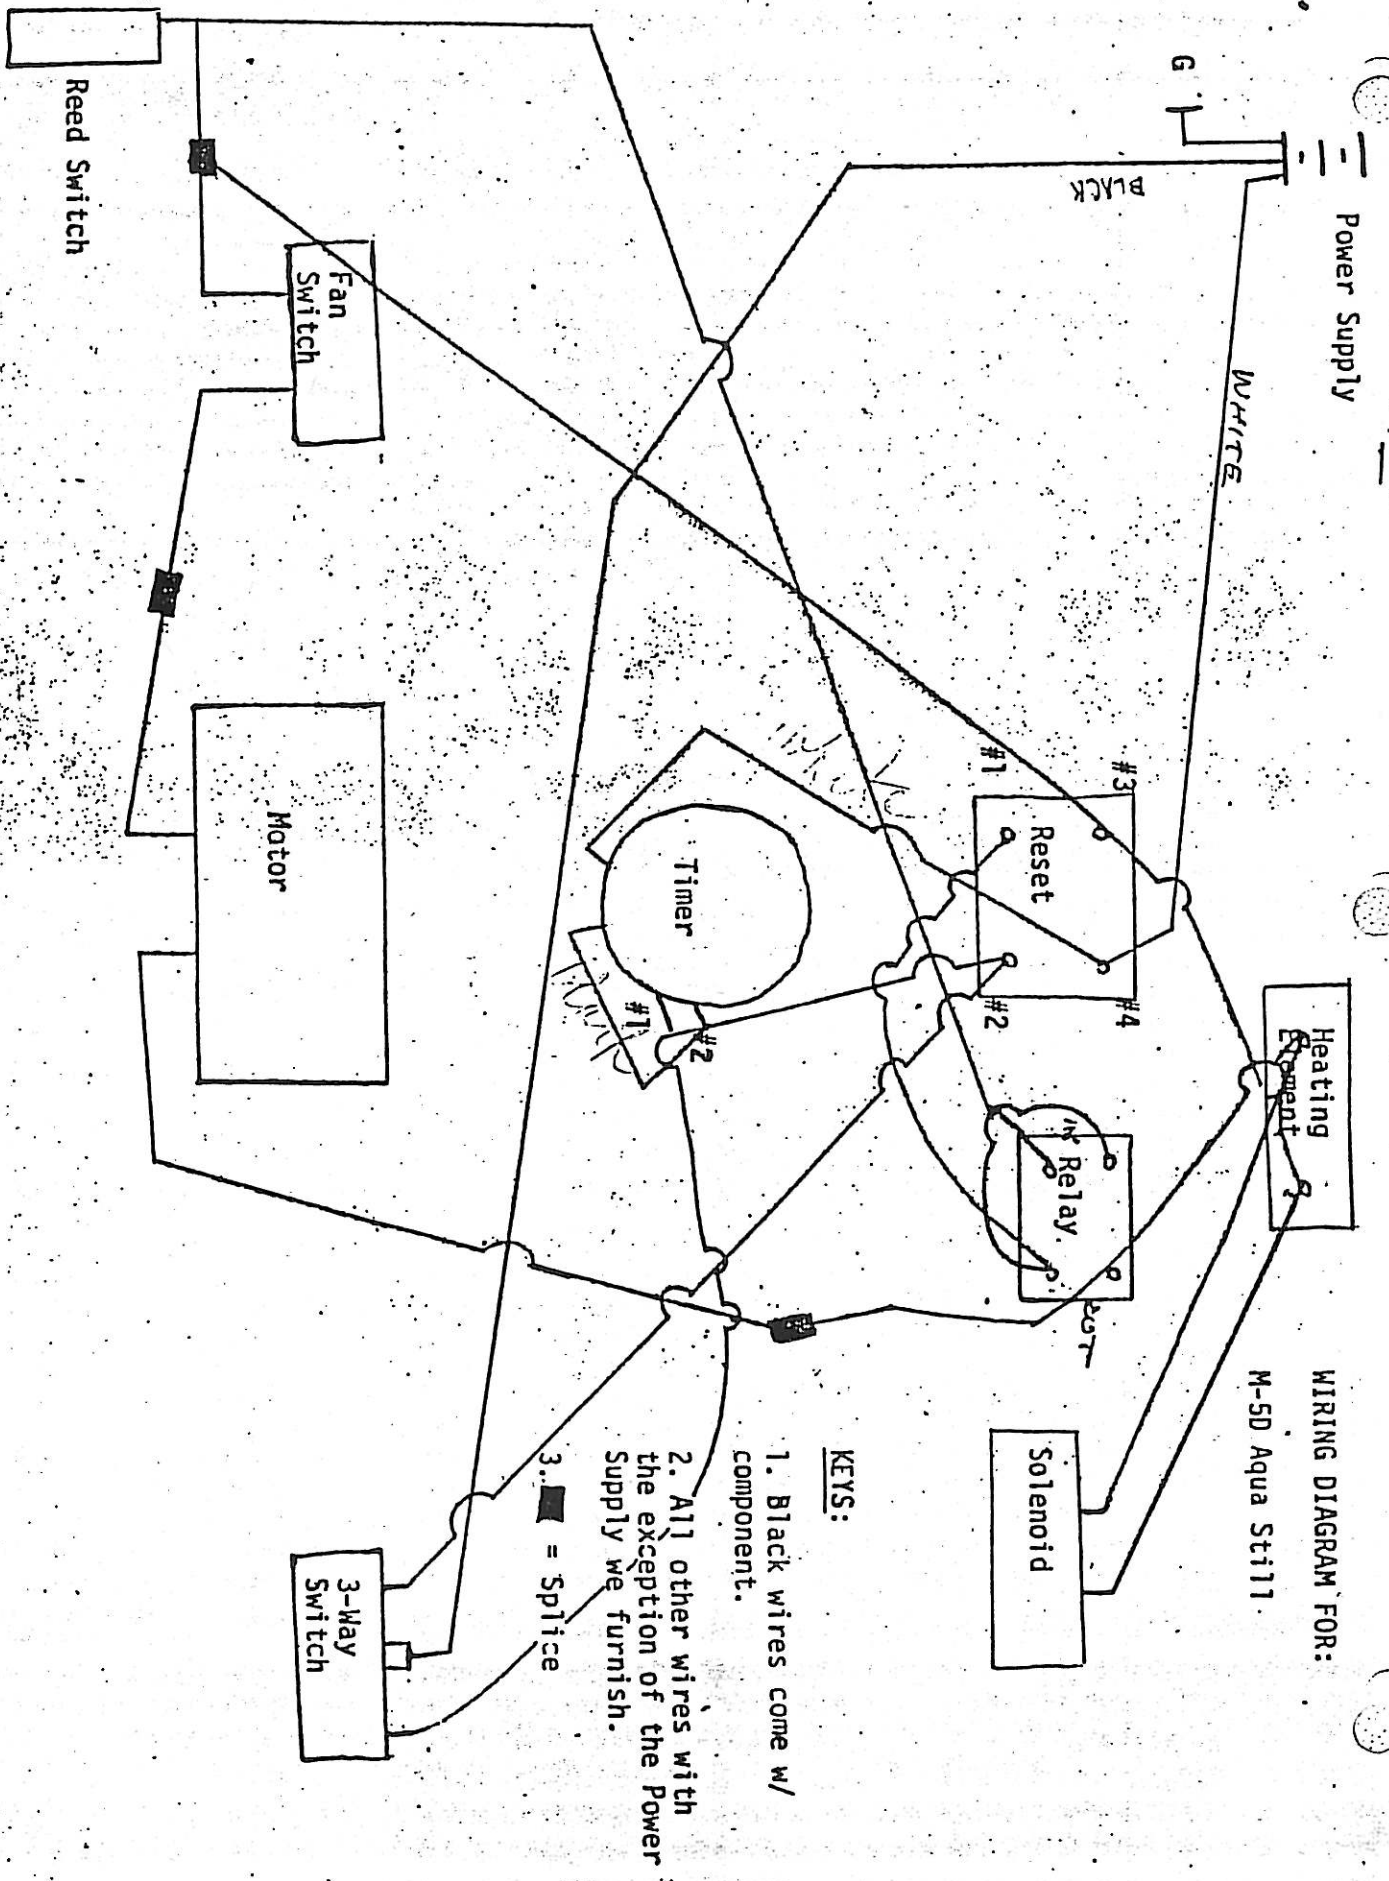 WIRING DIAGRAM FOR:
M-5D Aqua Still
Power Supply
G
BLACK
WHITE
Heating
Element
#3
#4
#1
Reset
#2
"IN"
Relay
OUT
Solenoid
Timer
#1
#2
Fan
Switch
Motor
Reed Switch
3-Way
Switch
KEYS:
1. Black wires come w/
component.
2. All other wires with
the exception of the Power
Supply we furnish.
3. = Splice